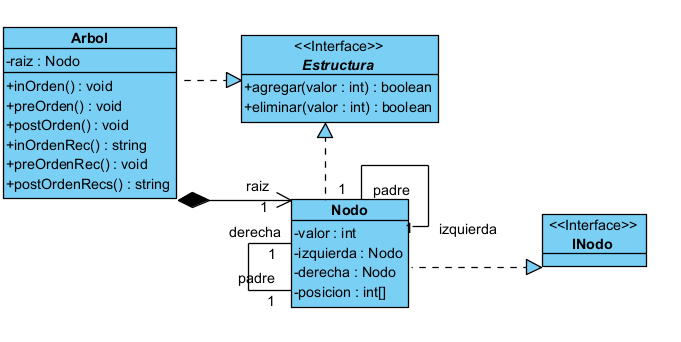 Arbol
-raiz : Nodo
+inOrden() : void
+preOrden() : void
+postOrden() : void
+inOrdenRec() : string
+preOrdenRec() : void
+postOrdenRecs() : string
<<Interface>>
Estructura
+agregar(valor : int) : boolean
+eliminar(valor : int) : boolean
raiz
1
1
padre
1
izquierda
Nodo
-valor : int
-izquierda : Nodo
-derecha : Nodo
-posicion : int[]
derecha
1
padre
1
<<Interface>>
INodo